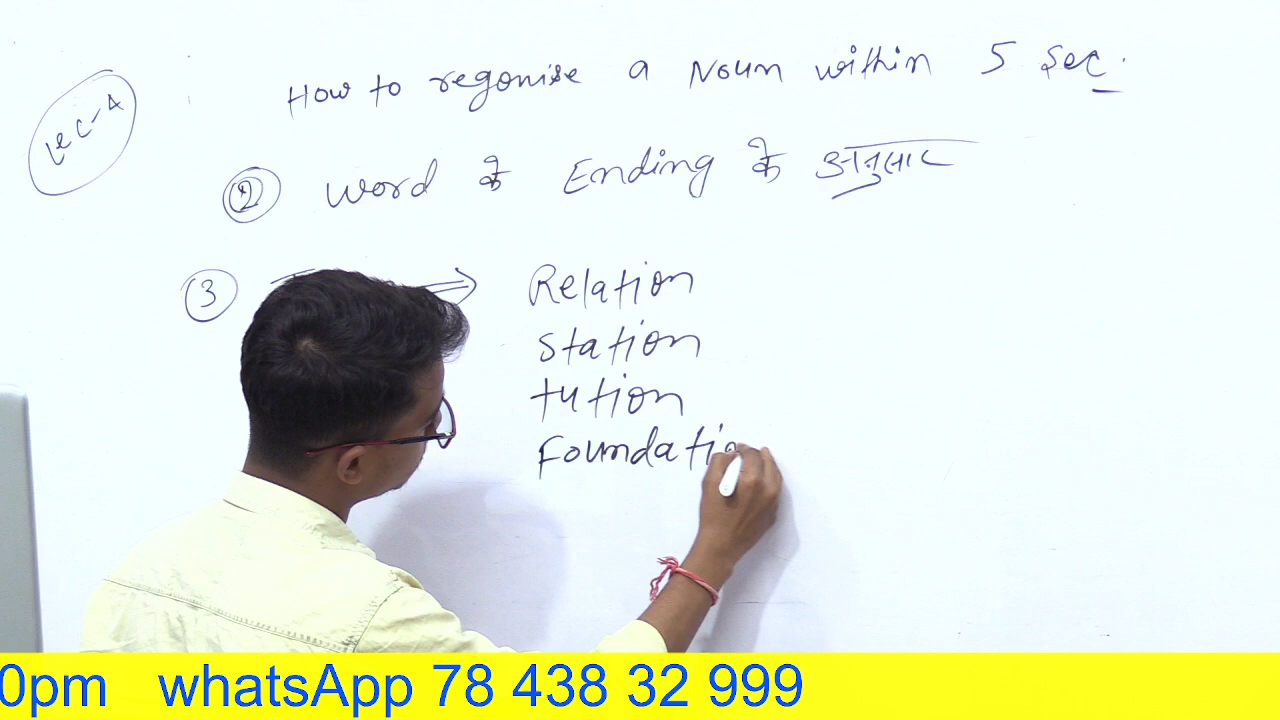 Lec-4
How to regonise a Noun within 5 Sec.
② Word के Ending के अनुसार
③ ⇒ Relation
Station
tution
Foundatio
0pm whatsApp 78 438 32 999